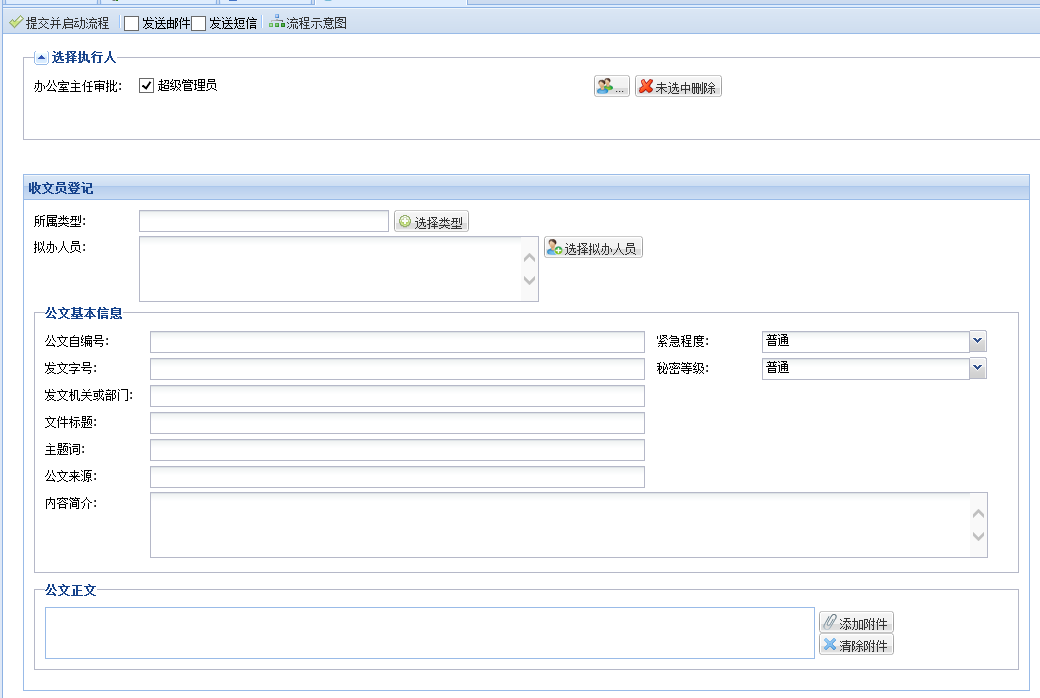 提交并启动流程 发送邮件 发送短信 流程示意图
选择执行人
办公室主任审批: 超级管理员 ... 未选中删除
收文员登记
所属类型: 选择类型
拟办人员: 选择拟办人员
公文基本信息
公文自编号: 紧急程度: 普通
发文字号: 秘密等级: 普通
发文机关或部门:
文件标题:
主题词:
公文来源:
内容简介:
公文正文
添加附件
清除附件